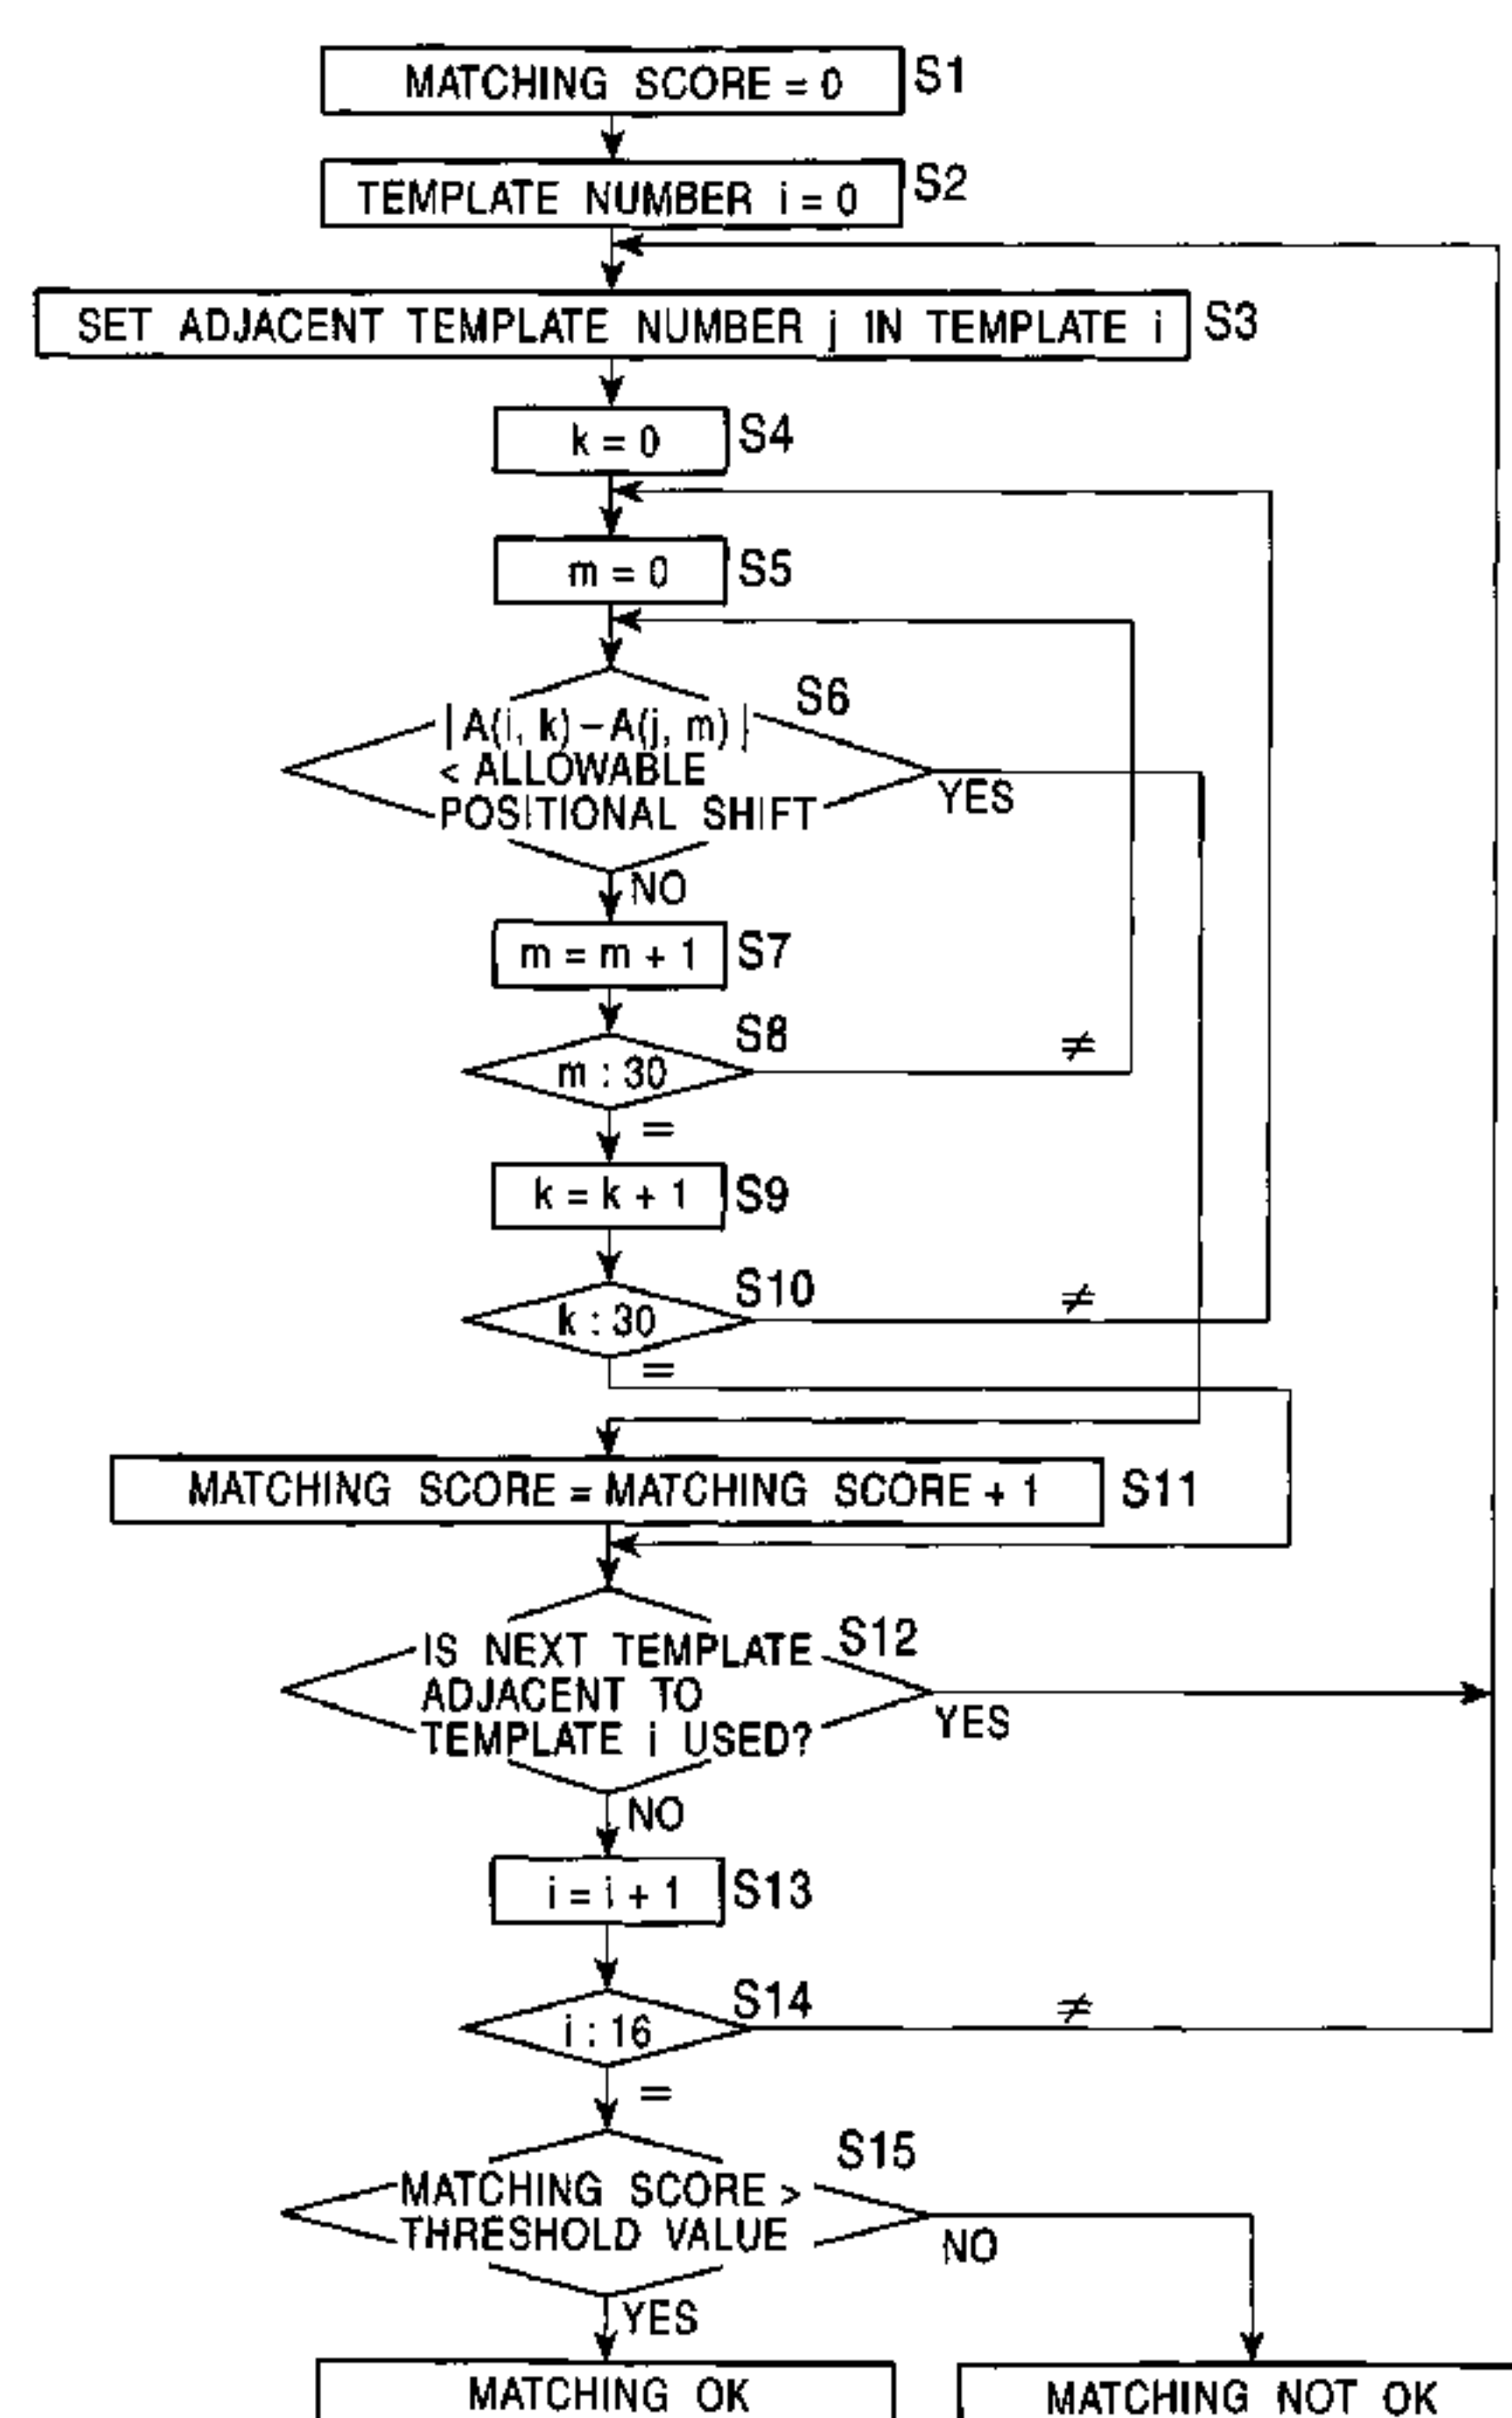 MATCHING SCORE = 0 S1
TEMPLATE NUMBER i = 0 S2
SET ADJACENT TEMPLATE NUMBER j IN TEMPLATE i S3
k = 0 S4
m = 0 S5
S6
|A(i, k) – A(j, m)|
< ALLOWABLE
POSITIONAL SHIFT
YES
NO
m = m + 1 S7
S8
m : 30
≠
=
k = k + 1 S9
S10
k : 30
≠
=
MATCHING SCORE = MATCHING SCORE + 1 S11
S12
IS NEXT TEMPLATE
ADJACENT TO
TEMPLATE i USED?
YES
NO
i = i + 1 S13
S14
i : 16
≠
=
S15
MATCHING SCORE >
THRESHOLD VALUE
NO
YES
MATCHING OK
MATCHING NOT OK